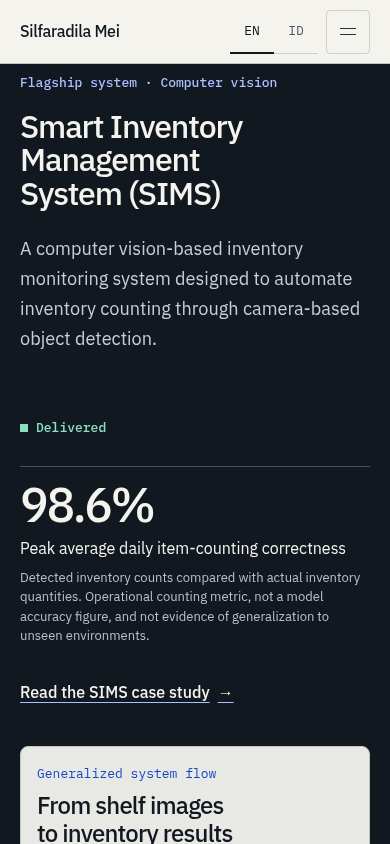 Silfaradila Mei
EN ID
Flagship system · Computer vision
Smart Inventory
Management
System (SIMS)
A computer vision-based inventory
monitoring system designed to automate
inventory counting through camera-based
object detection.
Delivered
98.6%
Peak average daily item-counting correctness
Detected inventory counts compared with actual inventory
quantities. Operational counting metric, not a model
accuracy figure, and not evidence of generalization to
unseen environments.
Read the SIMS case study →
Generalized system flow
From shelf images
to inventory results